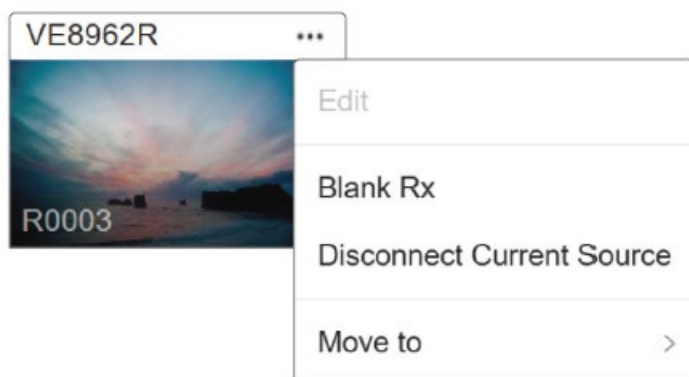 VE8962R ...
R0003
Edit
Blank Rx
Disconnect Current Source
Move to >